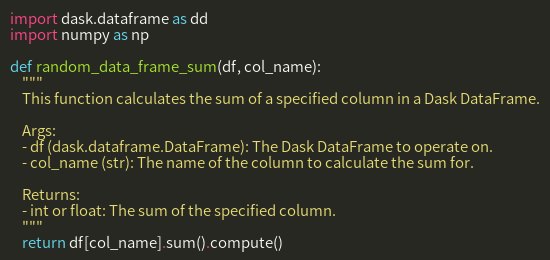 import dask.dataframe as dd
import numpy as np
def random_data_frame_sum(df, col_name):
"""
This function calculates the sum of a specified column in a Dask DataFrame.
Args:
- df (dask.dataframe.DataFrame): The Dask DataFrame to operate on.
- col_name (str): The name of the column to calculate the sum for.
Returns:
- int or float: The sum of the specified column.
"""
return df[col_name].sum().compute()